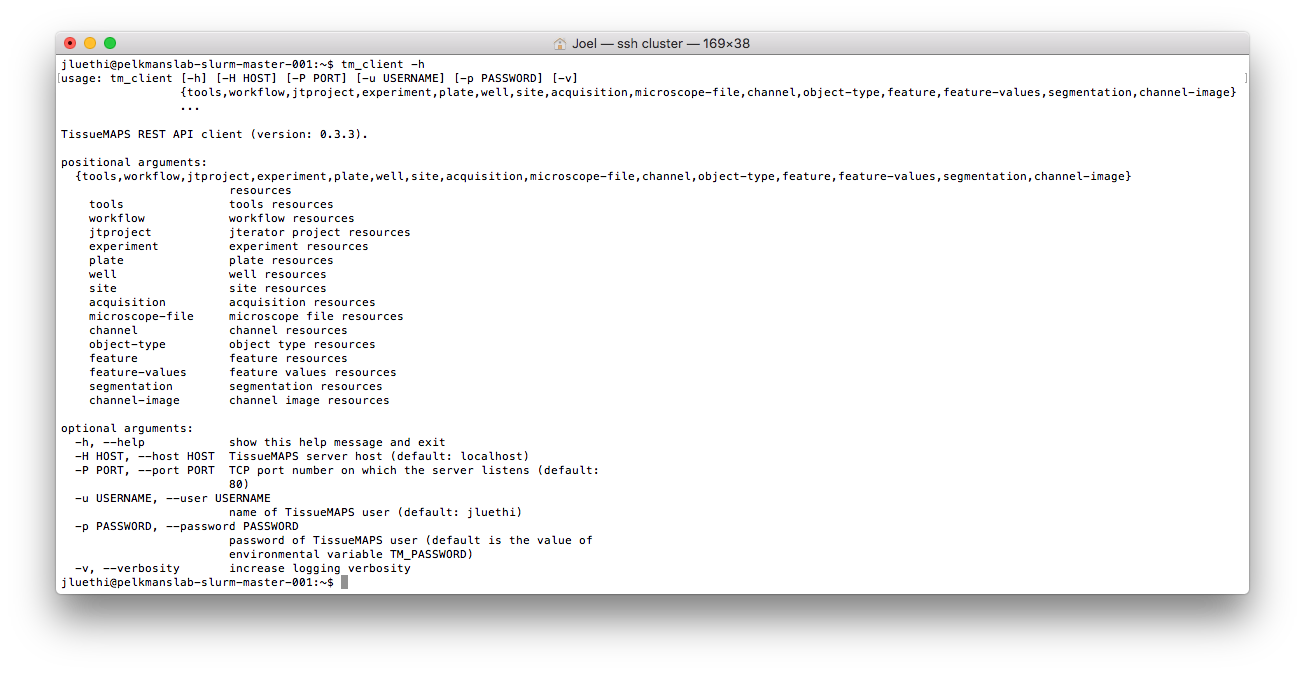 Joel — ssh cluster — 169×38
jluethi@pelkmanslab-slurm-master-001:~$ tm_client -h
[usage: tm_client [-h] [-H HOST] [-P PORT] [-u USERNAME] [-p PASSWORD] [-v] ]
{tools,workflow,jtproject,experiment,plate,well,site,acquisition,microscope-file,channel,object-type,feature,feature-values,segmentation,channel-image}
...
TissueMAPS REST API client (version: 0.3.3).
positional arguments:
{tools,workflow,jtproject,experiment,plate,well,site,acquisition,microscope-file,channel,object-type,feature,feature-values,segmentation,channel-image}
resources
tools tools resources
workflow workflow resources
jtproject jterator project resources
experiment experiment resources
plate plate resources
well well resources
site site resources
acquisition acquisition resources
microscope-file microscope file resources
channel channel resources
object-type object type resources
feature feature resources
feature-values feature values resources
segmentation segmentation resources
channel-image channel image resources
optional arguments:
-h, --help show this help message and exit
-H HOST, --host HOST TissueMAPS server host (default: localhost)
-P PORT, --port PORT TCP port number on which the server listens (default:
80)
-u USERNAME, --user USERNAME
name of TissueMAPS user (default: jluethi)
-p PASSWORD, --password PASSWORD
password of TissueMAPS user (default is the value of
environmental variable TM_PASSWORD)
-v, --verbosity increase logging verbosity
jluethi@pelkmanslab-slurm-master-001:~$